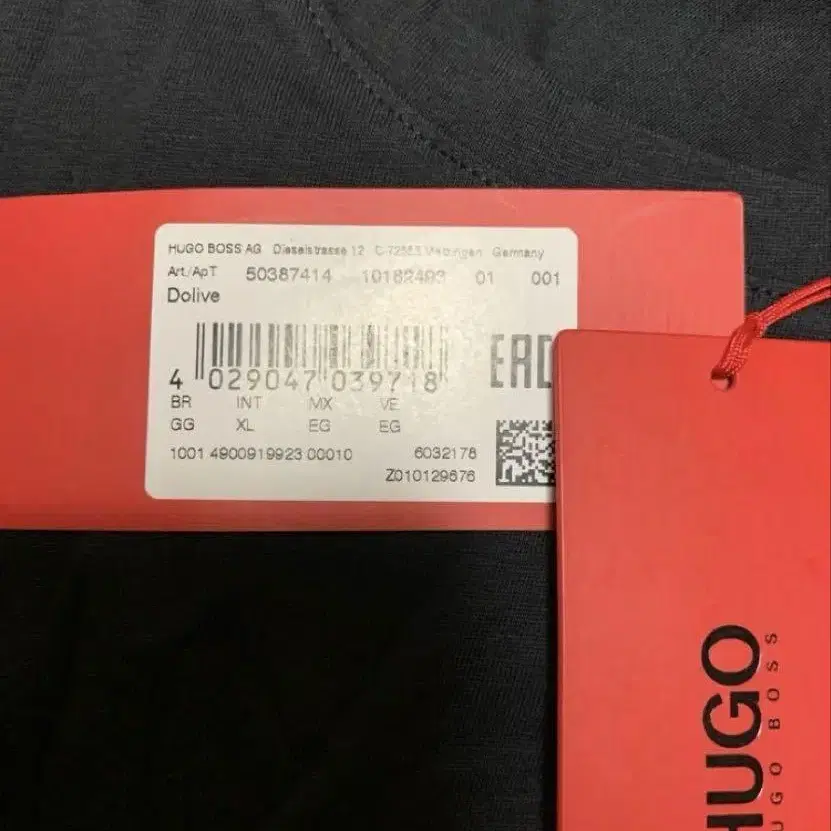 HUGO BOSS AG Dieselstrasse 12 D-72555 Metzingen Germany
Art./ApT 50387414 10182493 01 001
Dolive
4 029047 039718
BR INT MX VE
GG XL EG EG
EAC
1001 4900919923 00010 6032178
Z010129676
HUGO
HUGO BOSS